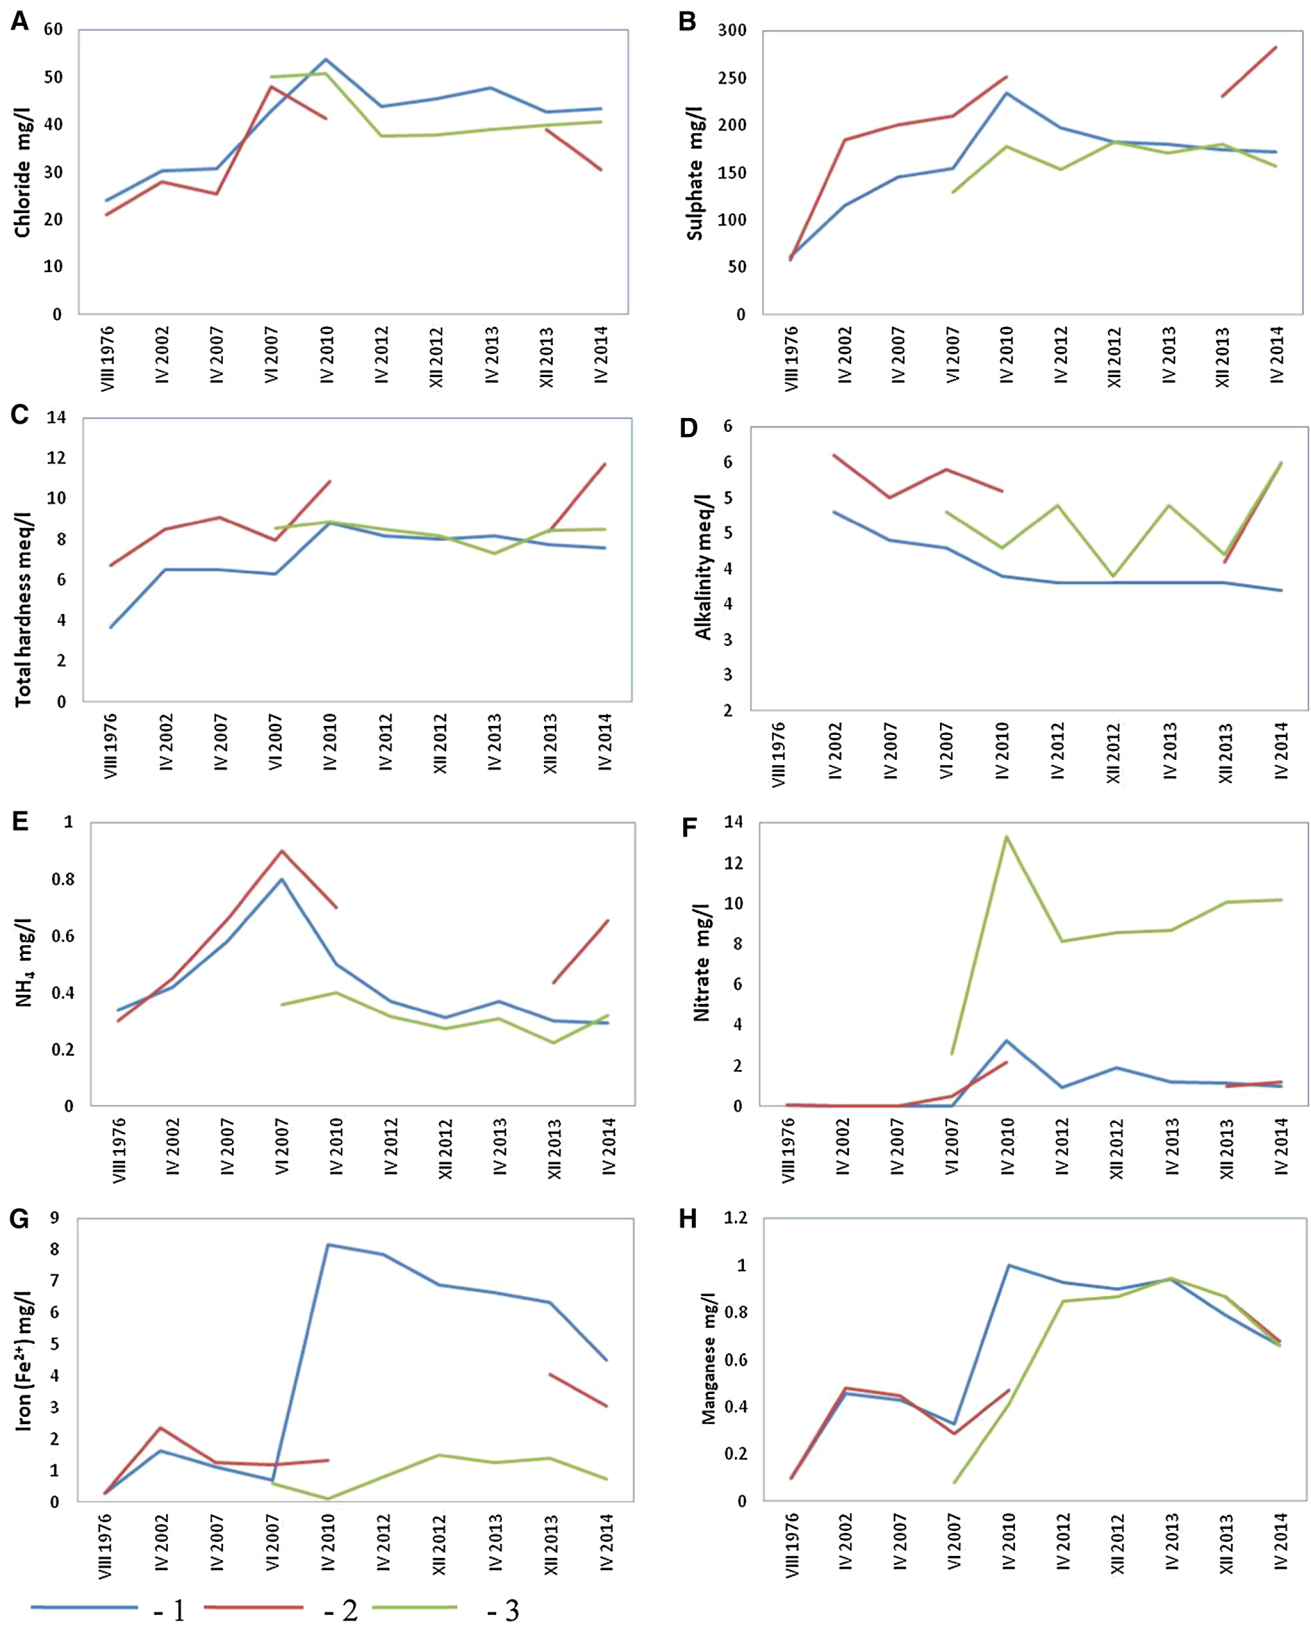 A
Chloride mg/l
60
50
40
30
20
10
0
VIII 1976
IV 2002
IV 2007
VI 2007
IV 2010
IV 2012
XII 2012
IV 2013
XII 2013
IV 2014
B
Sulphate mg/l
300
250
200
150
100
50
0
VIII 1976
IV 2002
IV 2007
VI 2007
IV 2010
IV 2012
XII 2012
IV 2013
XII 2013
IV 2014
C
Total hardness meq/l
14
12
10
8
6
4
2
0
VIII 1976
IV 2002
IV 2007
VI 2007
IV 2010
IV 2012
XII 2012
IV 2013
XII 2013
IV 2014
D
Alkalinity meq/l
6
6
5
5
4
4
3
3
2
VIII 1976
IV 2002
IV 2007
VI 2007
IV 2010
IV 2012
XII 2012
IV 2013
XII 2013
IV 2014
E
NH₄ mg/l
1
0.8
0.6
0.4
0.2
0
VIII 1976
IV 2002
IV 2007
VI 2007
IV 2010
IV 2012
XII 2012
IV 2013
XII 2013
IV 2014
F
Nitrate mg/l
14
12
10
8
6
4
2
0
VIII 1976
IV 2002
IV 2007
VI 2007
IV 2010
IV 2012
XII 2012
IV 2013
XII 2013
IV 2014
G
Iron (Fe²⁺) mg/l
9
8
7
6
5
4
3
2
1
0
VIII 1976
IV 2002
IV 2007
VI 2007
IV 2010
IV 2012
XII 2012
IV 2013
XII 2013
IV 2014
H
Manganese mg/l
1.2
1
0.8
0.6
0.4
0.2
0
VIII 1976
IV 2002
IV 2007
VI 2007
IV 2010
IV 2012
XII 2012
IV 2013
XII 2013
IV 2014
- 1 - 2 - 3